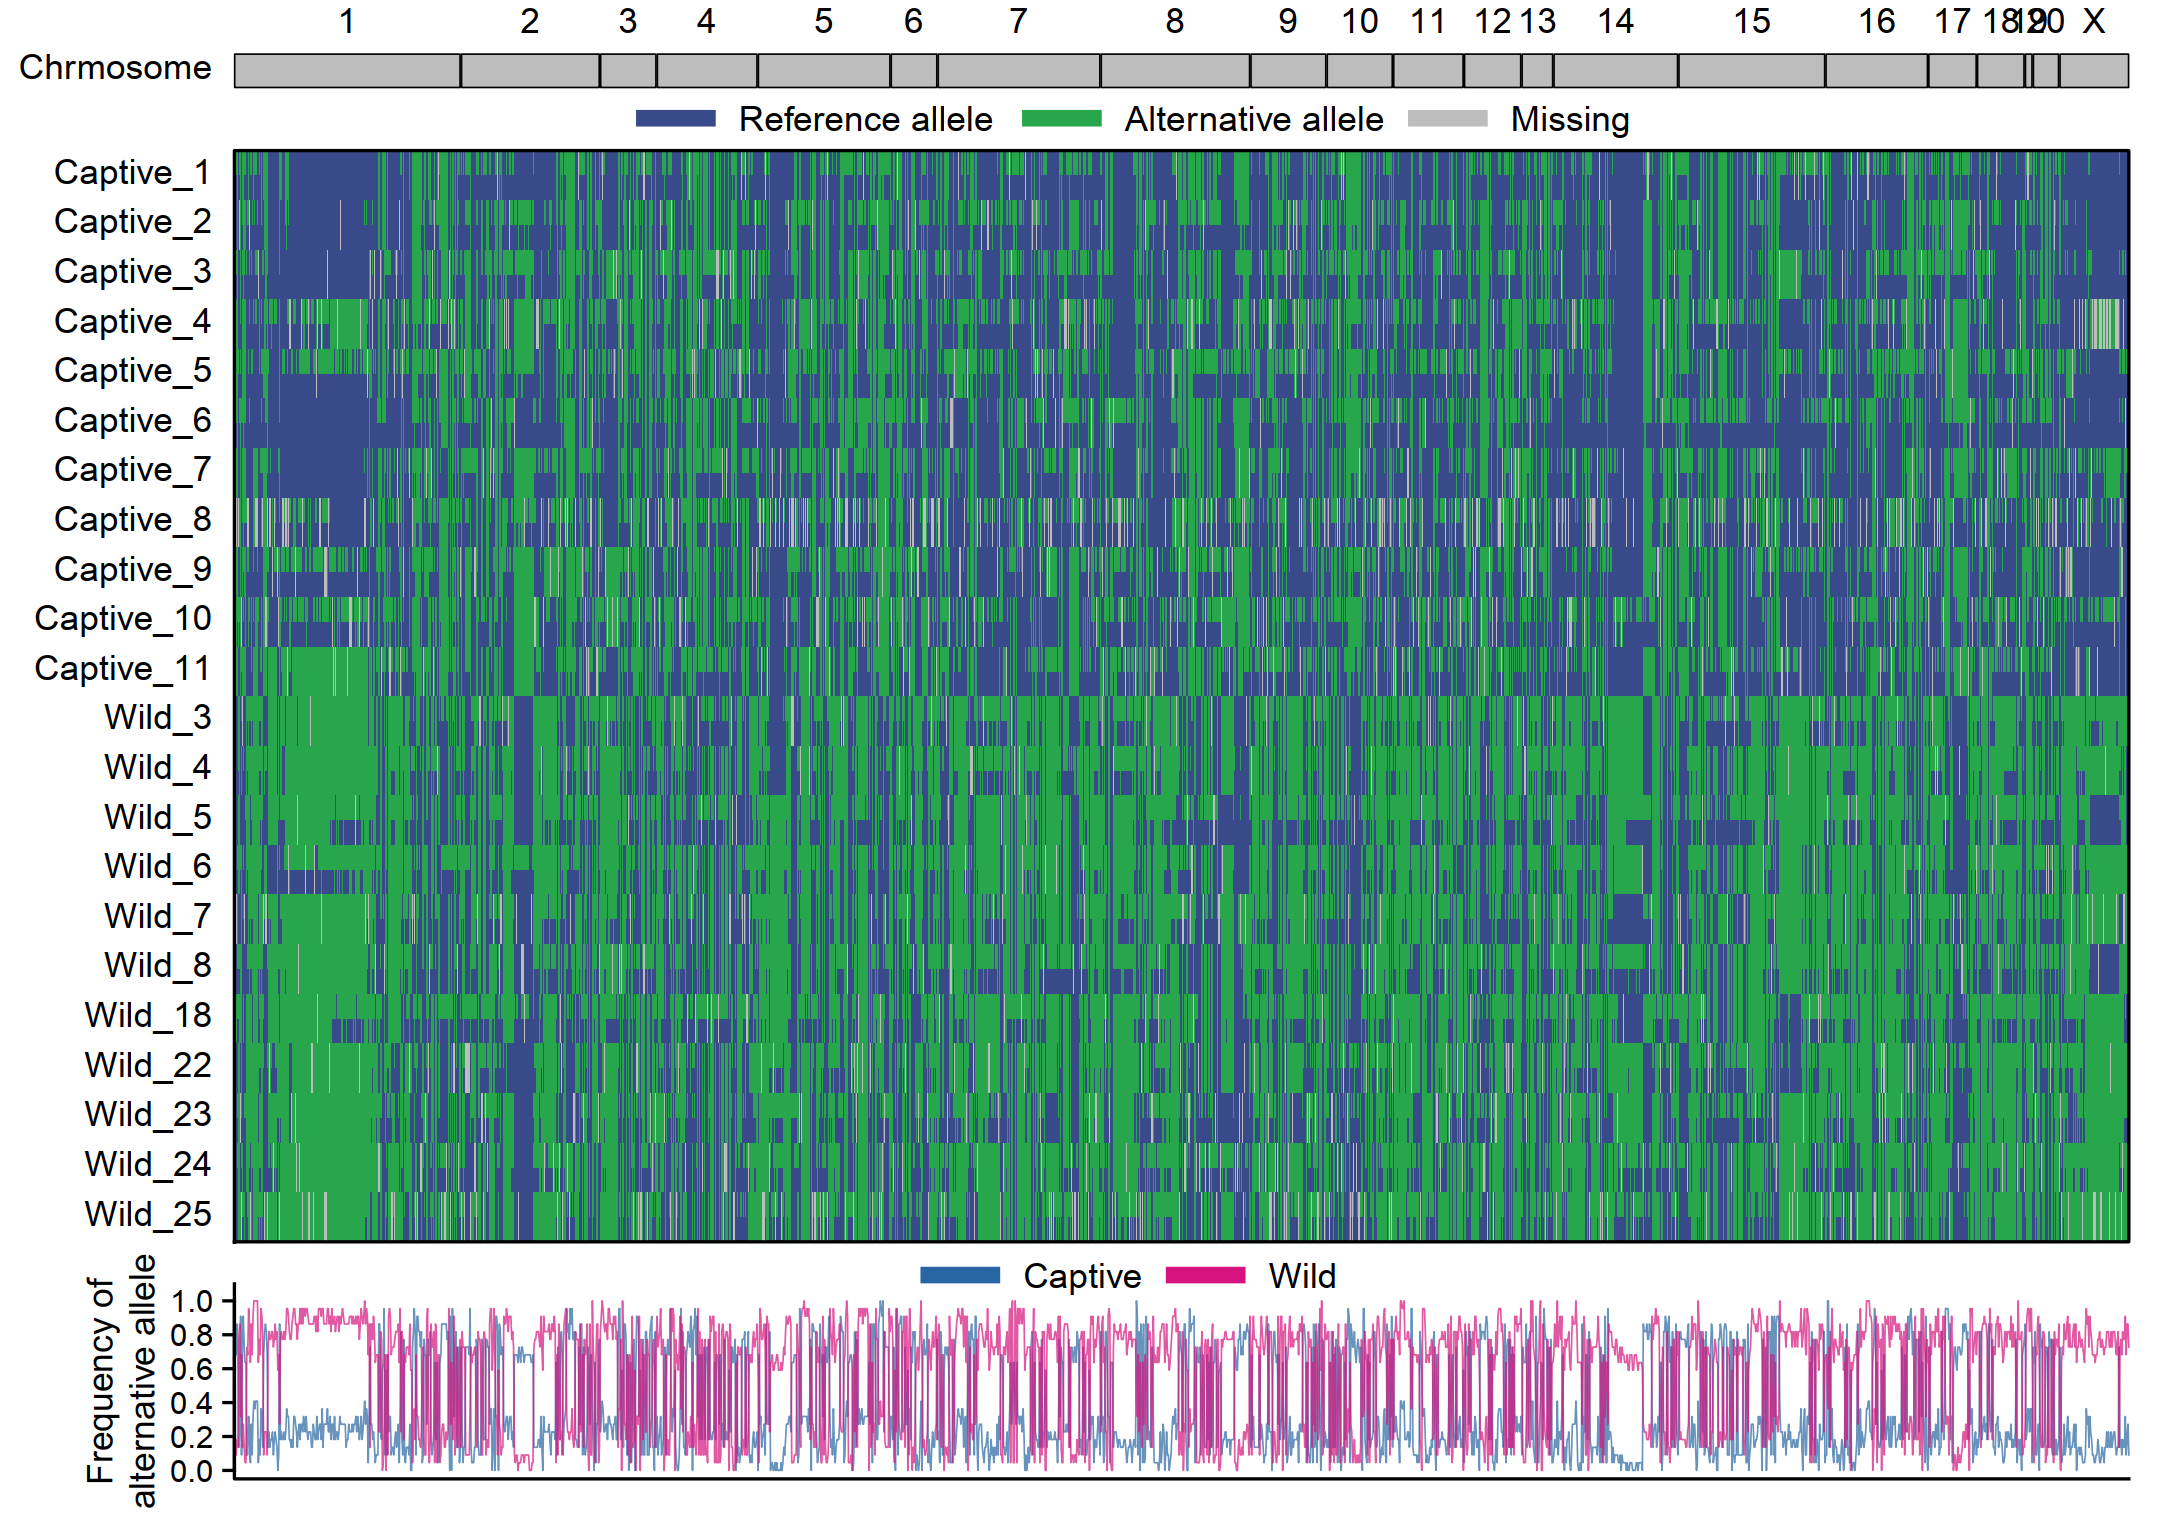 1 2 3 4 5 6 7 8 9 10 11 12 13 14 15 16 17 18 19 20 X
Chrmosome
Reference allele Alternative allele Missing
Captive_1
Captive_2
Captive_3
Captive_4
Captive_5
Captive_6
Captive_7
Captive_8
Captive_9
Captive_10
Captive_11
Wild_3
Wild_4
Wild_5
Wild_6
Wild_7
Wild_8
Wild_18
Wild_22
Wild_23
Wild_24
Wild_25
Captive Wild
Frequency of
alternative allele
1.0
0.8
0.6
0.4
0.2
0.0